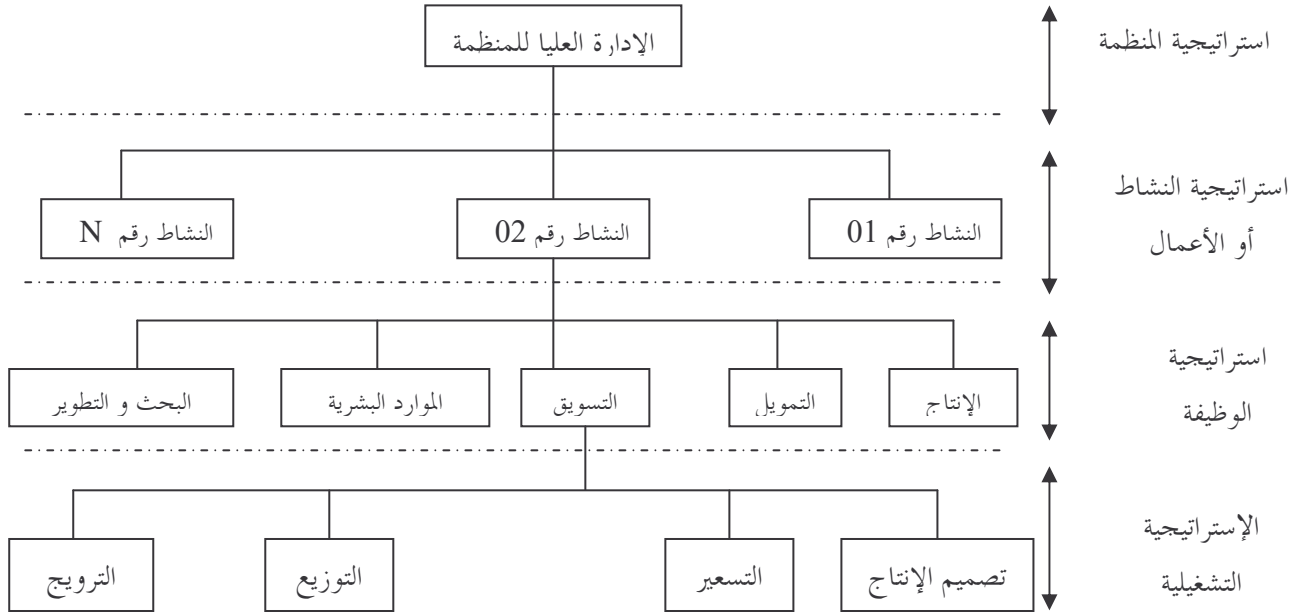 الإدارة العليا للمنظمة
استراتيجية المنظمة
النشاط رقم 01
النشاط رقم 02
النشاط رقم N
استراتيجية النشاط
أو الأعمال
الإنتاج
التمويل
التسويق
الموارد البشرية
البحث و التطوير
استراتيجية
الوظيفة
تصميم الإنتاج
التسعير
التوزيع
الترويج
الإستراتيجية
التشغيلية